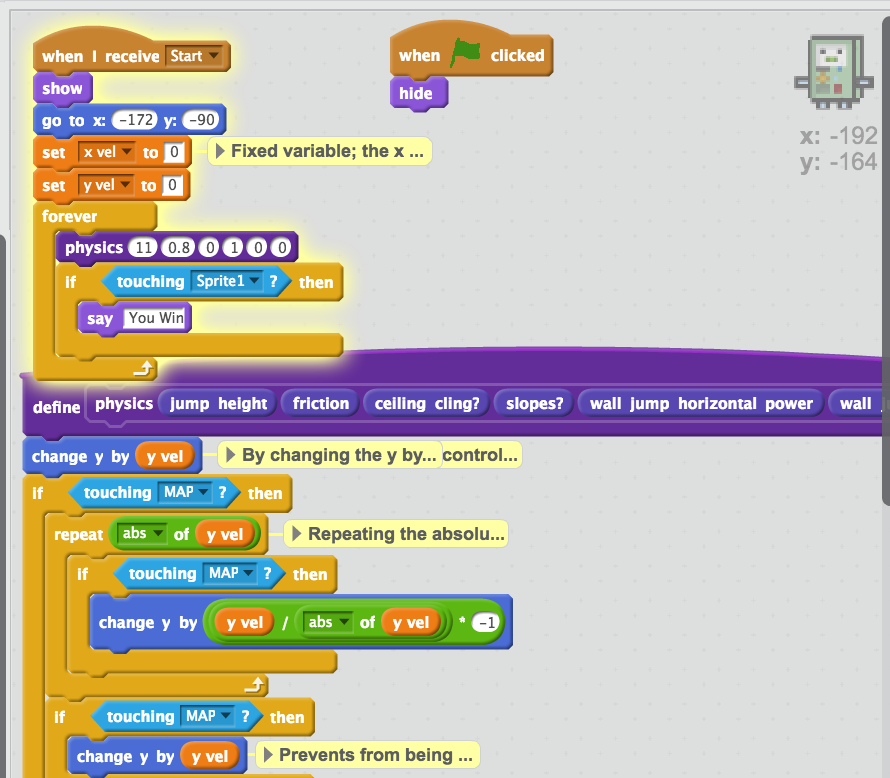 when I receive Start
when clicked
show
hide
go to x: -172 y: -90
x: -192
y: -164
set x vel to 0
Fixed variable; the x ...
set y vel to 0
forever
physics 11 0.8 0 1 0 0
if touching Sprite1 ? then
say You Win
define physics jump height friction ceiling cling? slopes? wall jump horizontal power wall
change y by y vel
By changing the y by... control...
if touching MAP ? then
repeat abs of y vel
Repeating the absolu...
if touching MAP ? then
change y by y vel / abs of y vel * -1
if touching MAP ? then
change y by y vel
Prevents from being ...